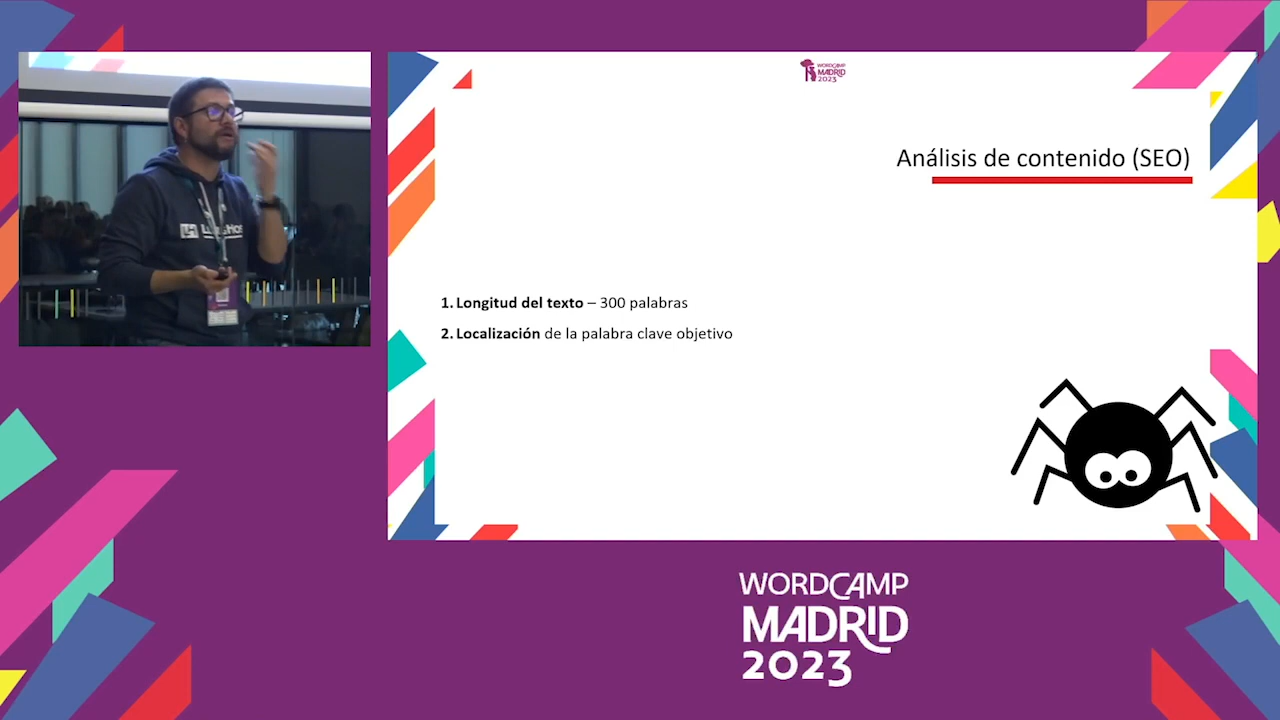 WORDCAMP
MADRID
2023
Análisis de contenido (SEO)
1. Longitud del texto – 300 palabras
2. Localización de la palabra clave objetivo
WORDCAMP
MADRID
2023